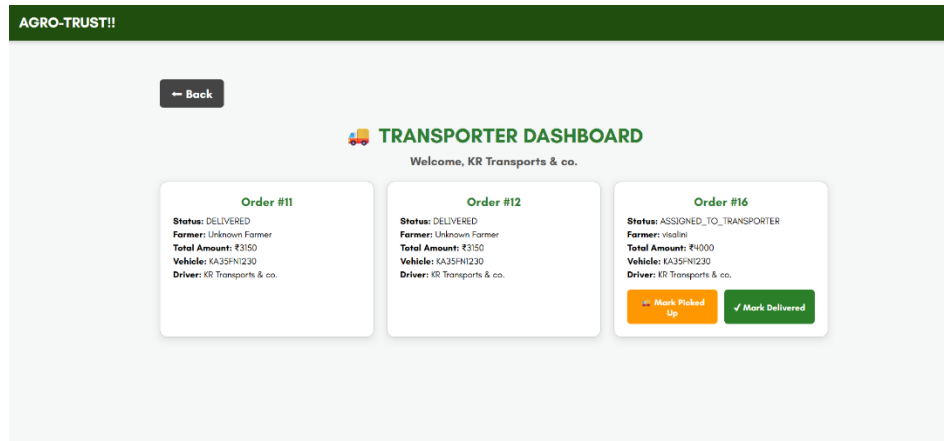 AGRO-TRUST!!
← Back
🚚 TRANSPORTER DASHBOARD
Welcome, KR Transports & co.
Order #11
Status: DELIVERED
Farmer: Unknown Farmer
Total Amount: ₹3150
Vehicle: KA35FN1230
Driver: KR Transports & co.
Order #12
Status: DELIVERED
Farmer: Unknown Farmer
Total Amount: ₹3150
Vehicle: KA35FN1230
Driver: KR Transports & co.
Order #16
Status: ASSIGNED_TO_TRANSPORTER
Farmer: visalini
Total Amount: ₹4000
Vehicle: KA35FN1230
Driver: KR Transports & co.
🚚 Mark Picked
Up
✓ Mark Delivered